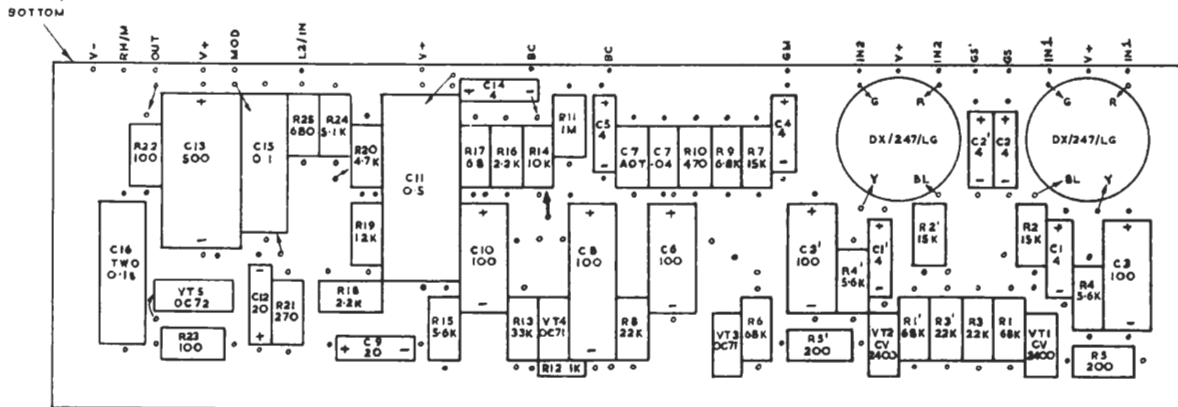 BOTTOM
V-
RH/M
OUT
V+
MOD
L2/IN
V+
BC
BC
GM
IN2
V+
IN2
GS'
GS
IN1
V+
IN1
R22
100
+
C13
500
-
C15
0.1
R25
680
R24
5.1K
R20
4.7K
C11
0.5
C14
+ 4 -
R17
68
R16
2.2K
R14
10K
R11
1M
+
C5
4
-
C7
AOT
C7
.04
R10
470
R9
6.8K
R7
15K
+
C4
4
-
G R
DX/247/LG
Y BL
+ +
C2' C2
4 4
- -
G R
DX/247/LG
BL Y
C16
TWO
0.1s
R19
12K
+
C10
100
-
+
C8
100
-
+
C6
100
-
+
C3'
100
-
R4'
5.6K
+
C1'
4
-
R2'
15K
R2
15K
+
C1
4
-
R4
5.6K
+
C3
100
-
VT5
OC72
-
C12
20
+
R21
270
R18
2.2K
R15
5.6K
R13
33K
VT4
OC71
R8
22K
VT3
OC71
R6
68K
R5'
200
VT2
CV
2400
R1'
68K
R3'
22K
R3
22K
R1
68K
VT1
CV
2400
R5
200
R23
100
C9
+ 20 -
R12 1K